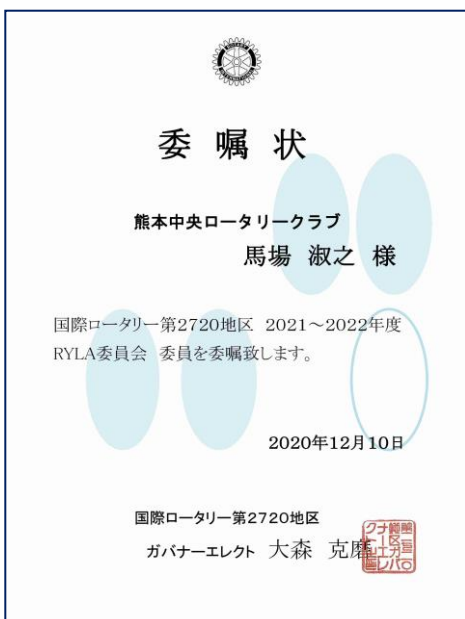 委嘱状
熊本中央ロータリークラブ
馬場 淑之 様
国際ロータリー第2720地区 2021～2022年度
RYLA委員会 委員を委嘱致します。
2020年12月10日
国際ロータリー第2720地区
ガバナーエレクト 大森 克磨